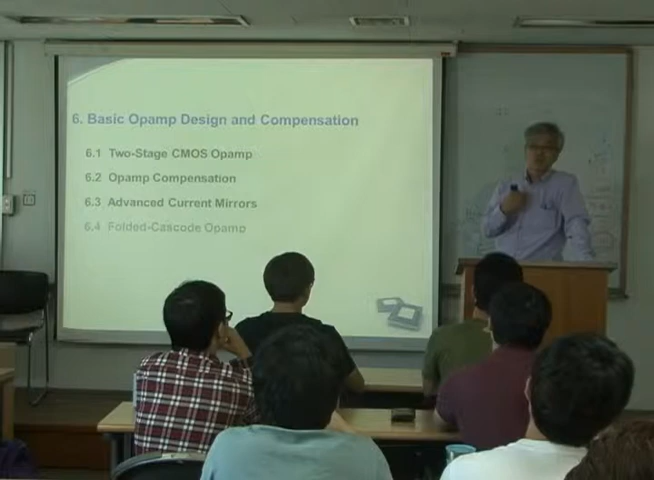 6. Basic Opamp Design and Compensation
6.1 Two-Stage CMOS Opamp
6.2 Opamp Compensation
6.3 Advanced Current Mirrors
6.4 Folded-Cascode Opamp